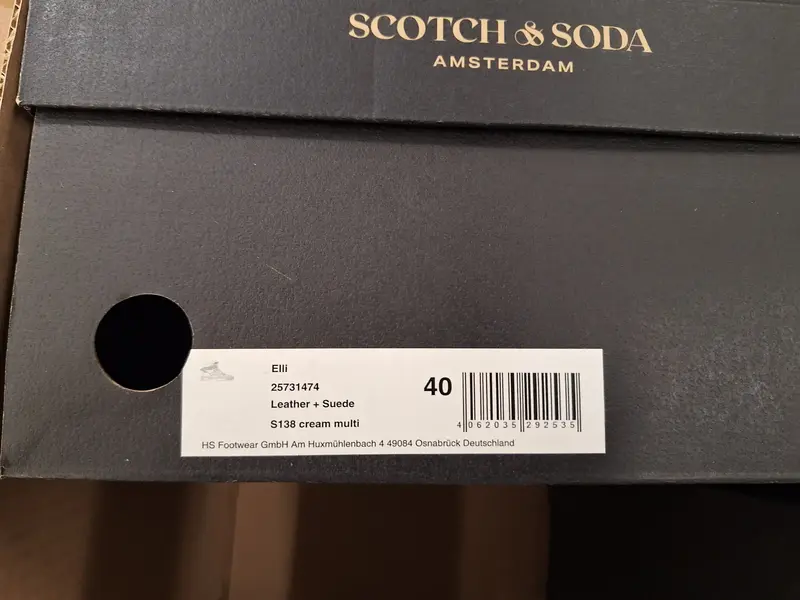 SCOTCH & SODA
AMSTERDAM
Elli
25731474
Leather + Suede
S138 cream multi
40
4 062035 292535
HS Footwear GmbH Am Huxmühlenbach 4 49084 Osnabrück Deutschland